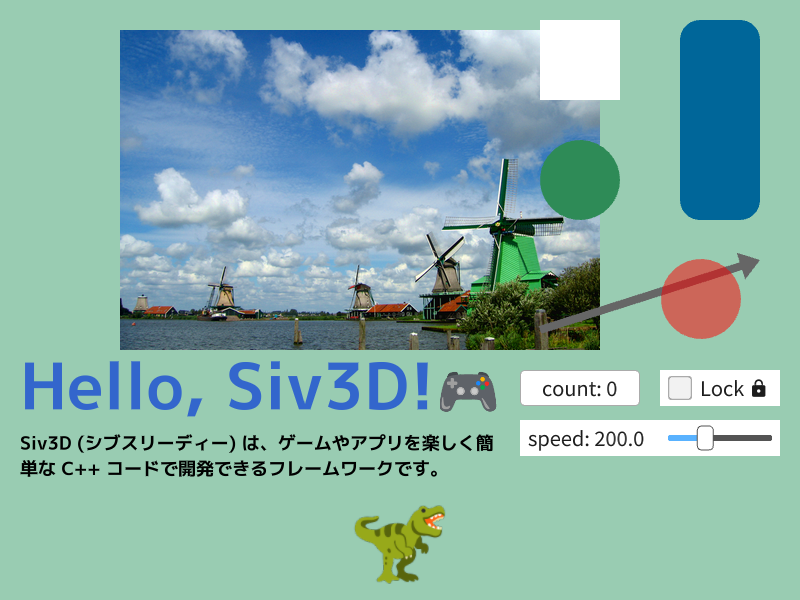 Hello, Siv3D!🎮
count: 0
Lock
Siv3D (シブスリーディー) は、ゲームやアプリを楽しく簡
単な C++ コードで開発できるフレームワークです。
speed: 200.0